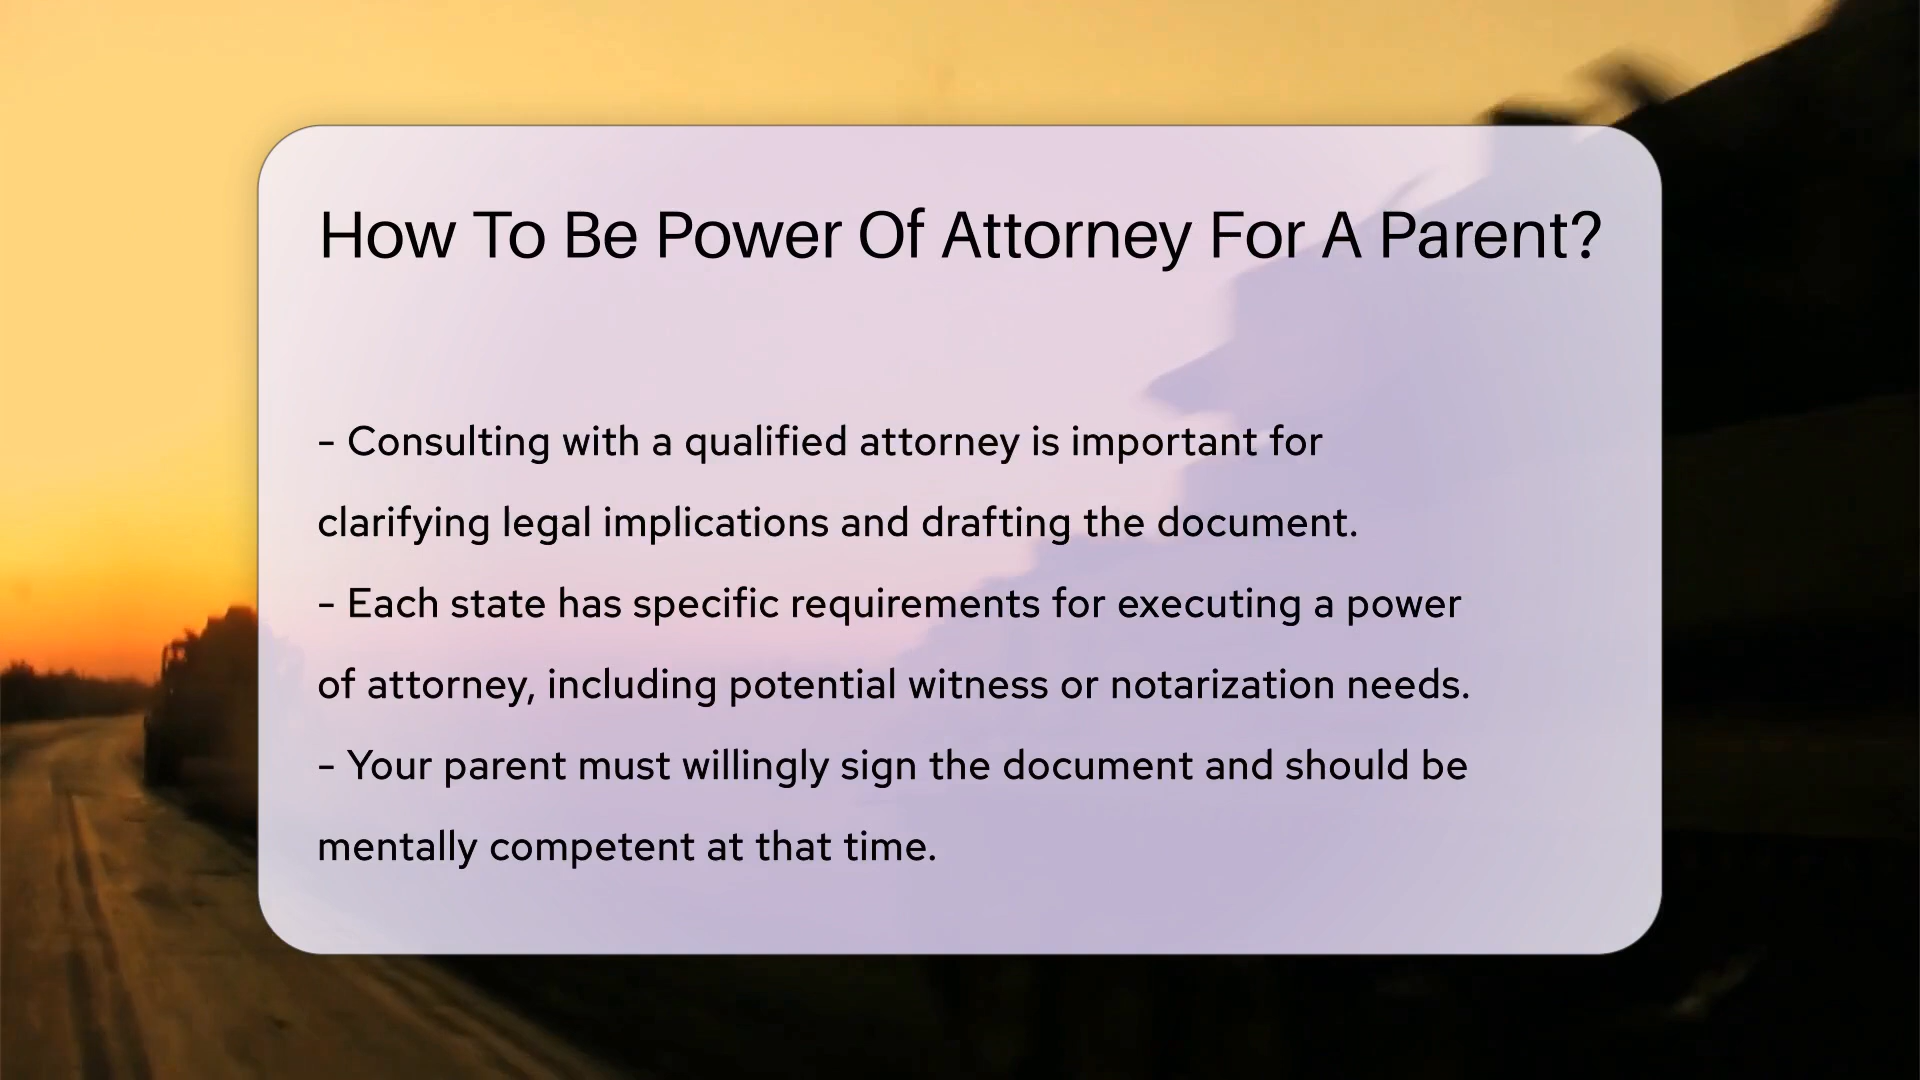 How To Be Power Of Attorney For A Parent?
- Consulting with a qualified attorney is important for
clarifying legal implications and drafting the document.
- Each state has specific requirements for executing a power
of attorney, including potential witness or notarization needs.
- Your parent must willingly sign the document and should be
mentally competent at that time.